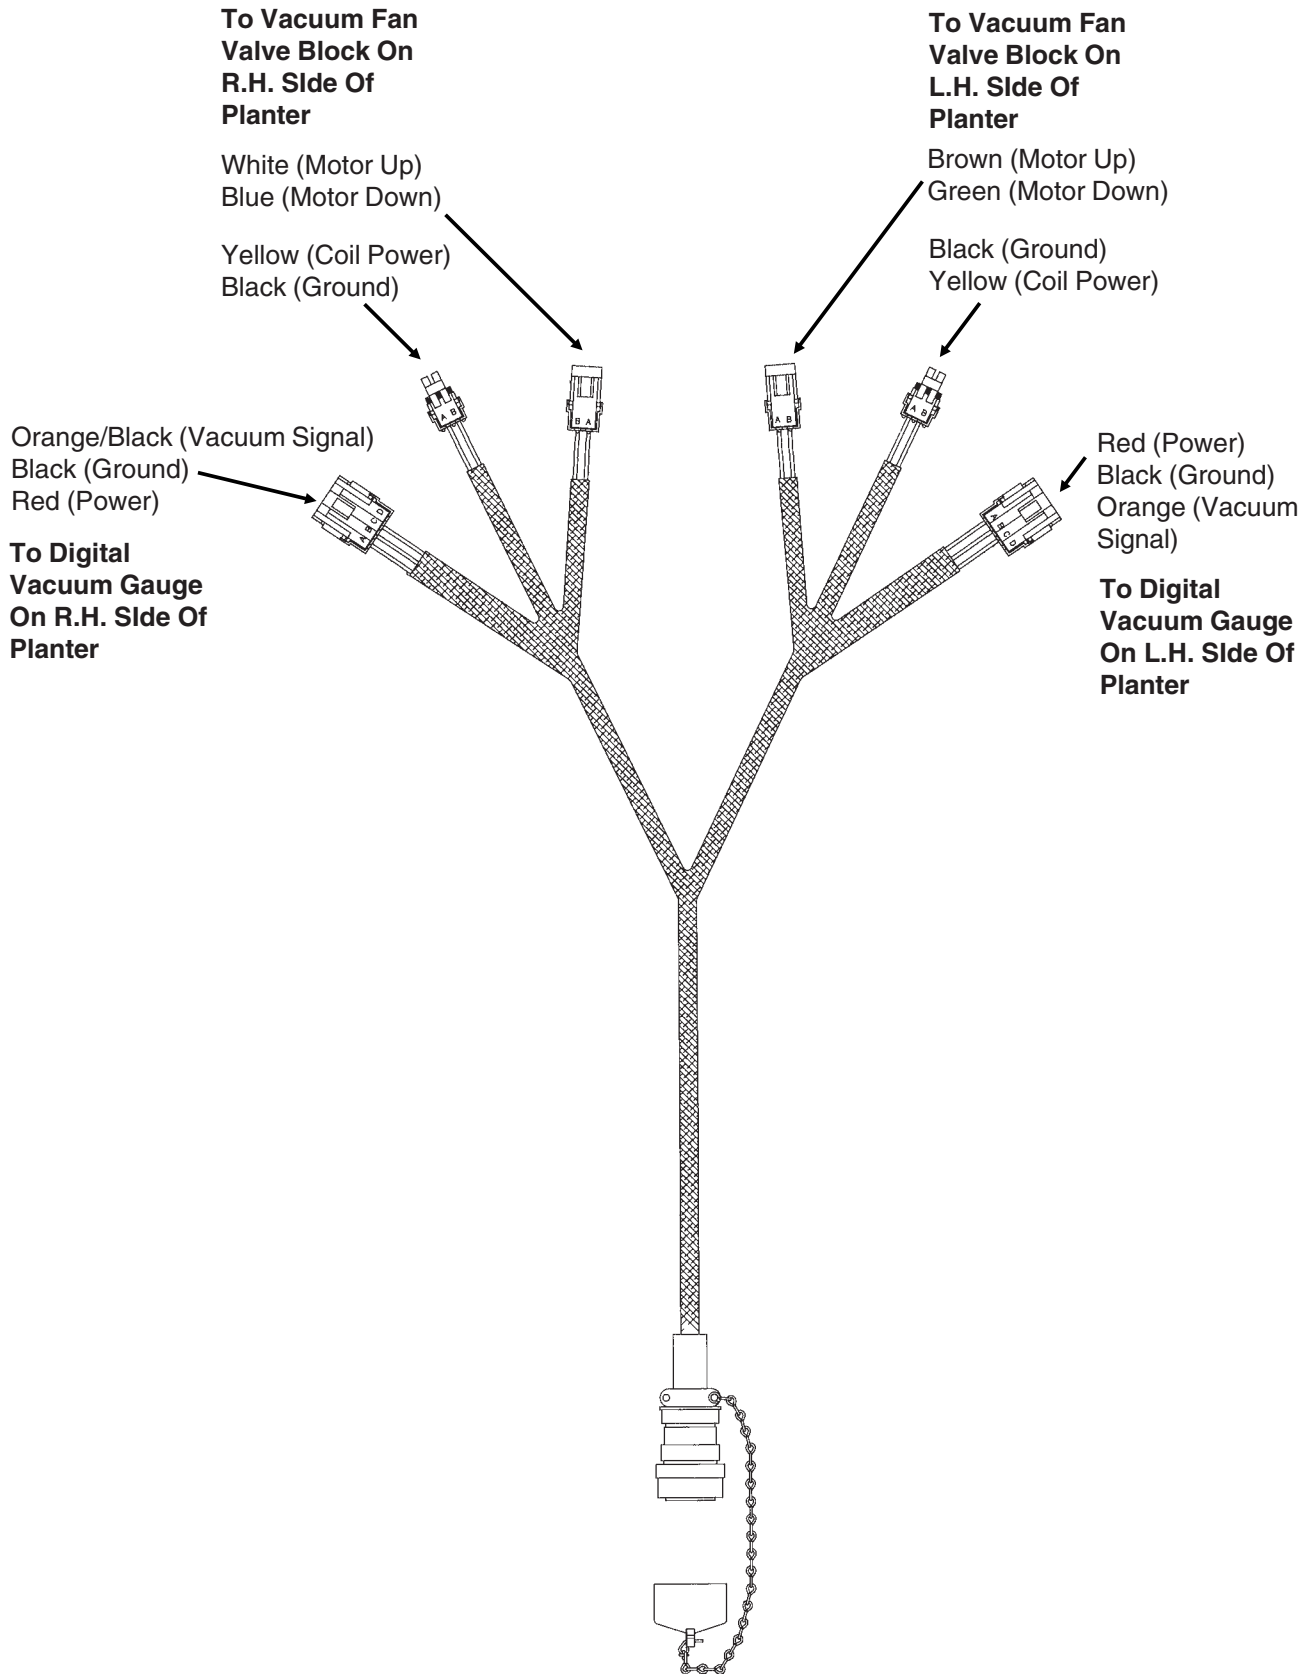 To Vacuum Fan
Valve Block On
R.H. SIde Of
Planter
White (Motor Up)
Blue (Motor Down)
Yellow (Coil Power)
Black (Ground)
Orange/Black (Vacuum Signal)
Black (Ground)
Red (Power)
To Digital
Vacuum Gauge
On R.H. SIde Of
Planter
To Vacuum Fan
Valve Block On
L.H. SIde Of
Planter
Brown (Motor Up)
Green (Motor Down)
Black (Ground)
Yellow (Coil Power)
Red (Power)
Black (Ground)
Orange (Vacuum
Signal)
To Digital
Vacuum Gauge
On L.H. SIde Of
Planter
A B C D
A B
B A
A B
A B
A B C D